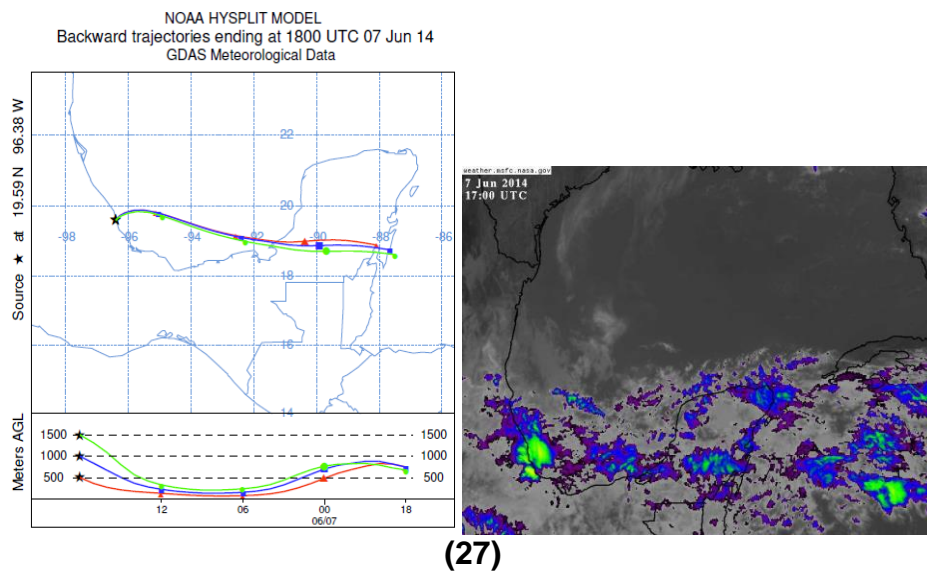 NOAA HYSPLIT MODEL
Backward trajectories ending at 1800 UTC 07 Jun 14
GDAS Meteorological Data
Source ★ at 19.59 N 96.38 W
22
20
-98 -96 -94 -92 -90 -88 -86
18
16
14
Meters AGL
1500 1500
1000 1000
500 500
12 06 00 18
06/07
weather.msfc.nasa.gov
7 Jun 2014
17:00 UTC
(27)